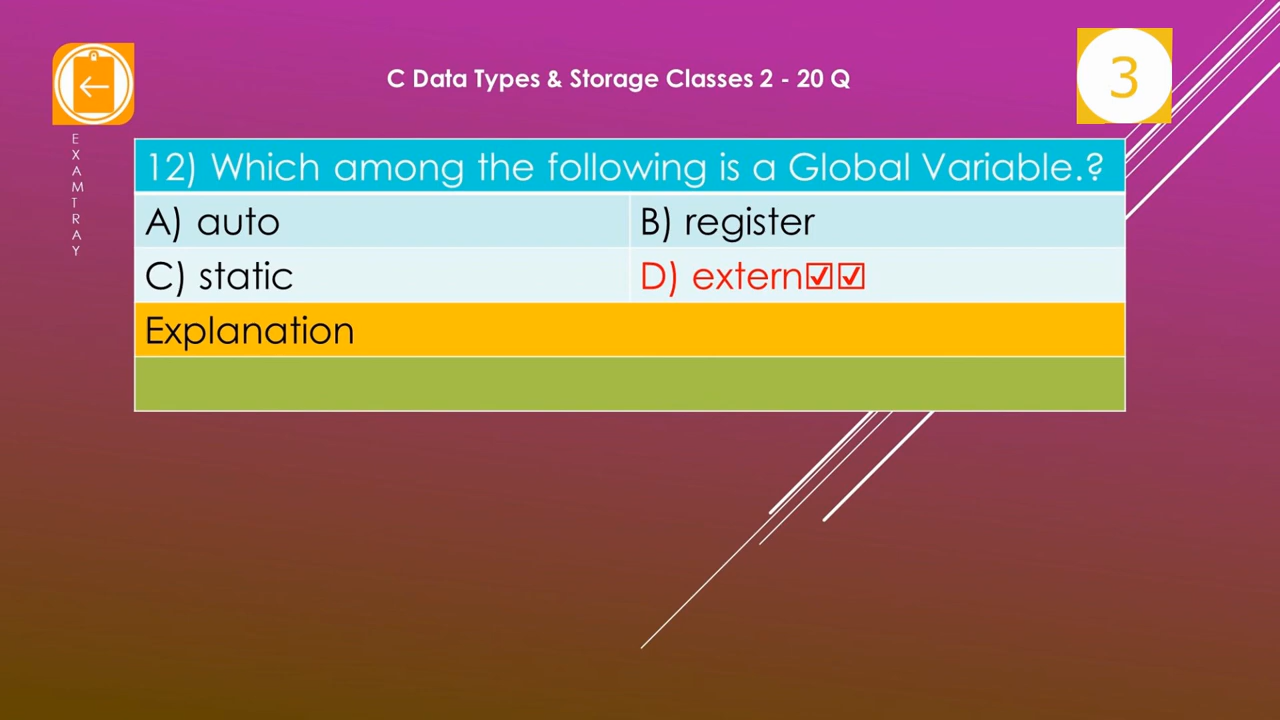 C Data Types & Storage Classes 2 - 20 Q
3
EXAMTRAY
12) Which among the following is a Global Variable.?
A) auto
B) register
C) static
D) extern☑☑
Explanation